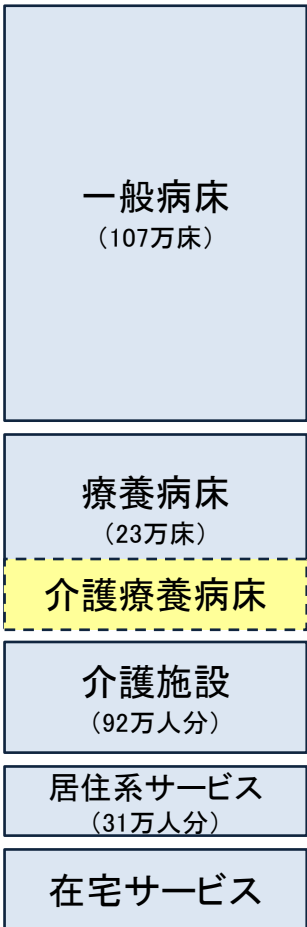 一般病床
（107万床）
療養病床
（23万床）
介護療養病床
介護施設
（92万人分）
居住系サービス
（31万人分）
在宅サービス